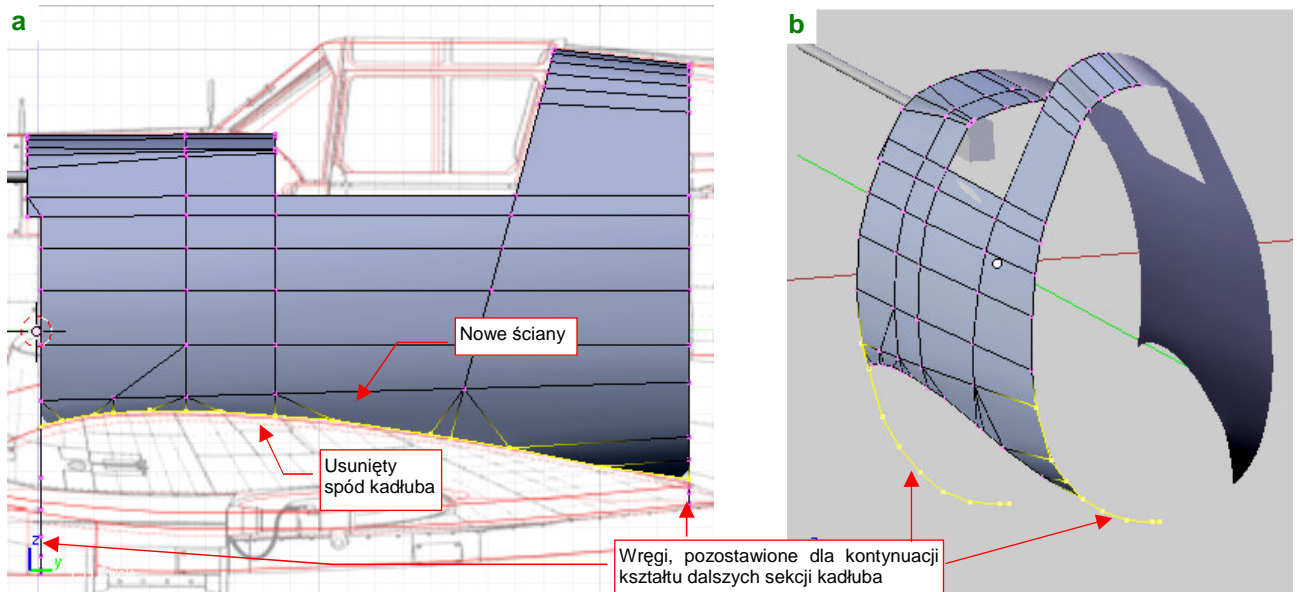 a
b
Nowe ściany
Usunięty
spód kadłuba
Wręgi, pozostawione dla kontynuacji
kształtu dalszych sekcji kadłuba
z
y